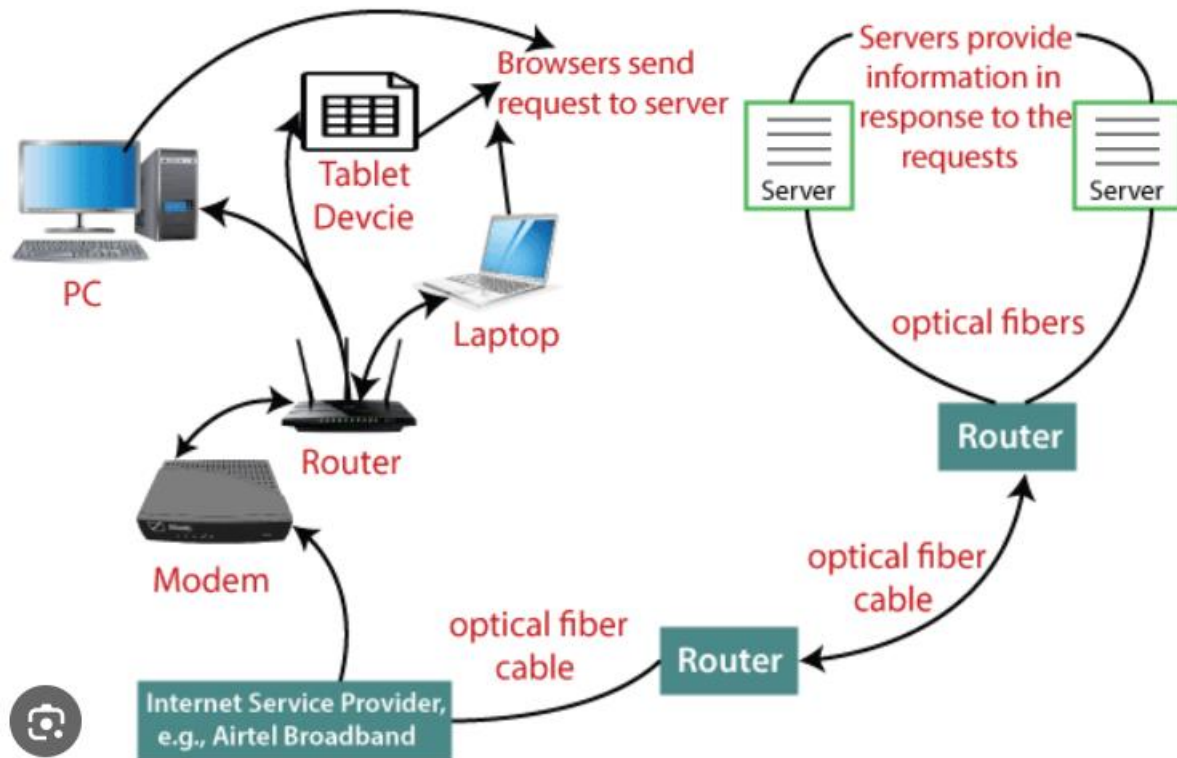 Browsers send
request to server
Servers provide
information in
response to the
requests
Tablet
Devcie
Server
Server
PC
Laptop
optical fibers
Router
Router
Modem
optical fiber
cable
optical fiber
cable
Router
Internet Service Provider,
e.g., Airtel Broadband